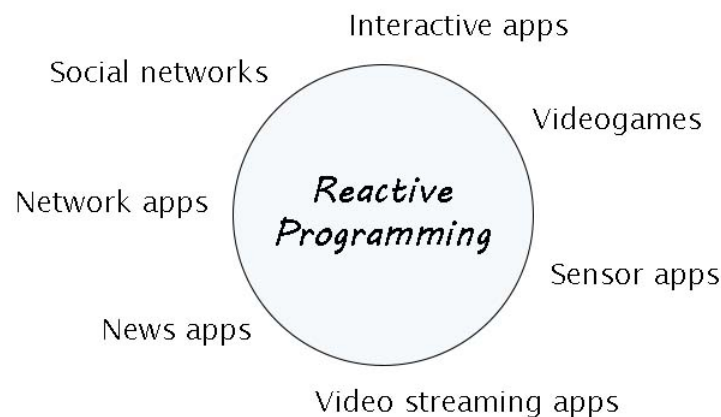 Interactive apps
Social networks
Videogames
Reactive
Programming
Network apps
Sensor apps
News apps
Video streaming apps